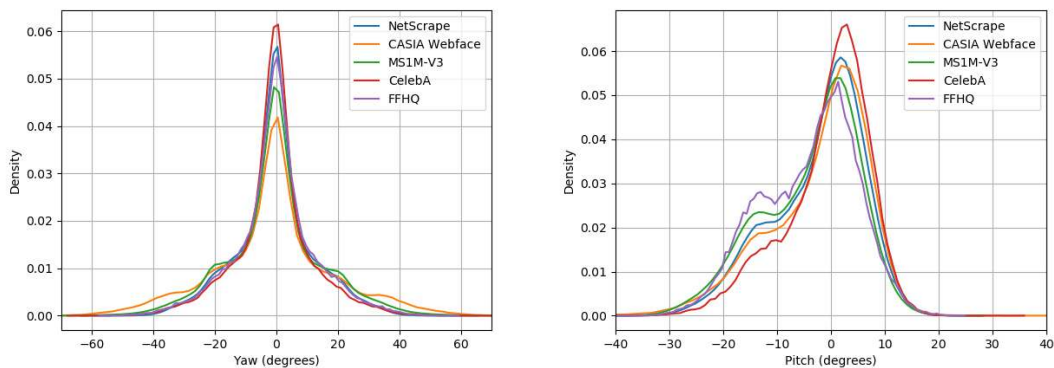 NetScrape
CASIA Webface
MS1M-V3
CelebA
FFHQ
0.06
0.05
0.04
0.03
0.02
0.01
0.00
Density
−60 −40 −20 0 20 40 60
Yaw (degrees)
NetScrape
CASIA Webface
MS1M-V3
CelebA
FFHQ
0.06
0.05
0.04
0.03
0.02
0.01
0.00
Density
−40 −30 −20 −10 0 10 20 30 40
Pitch (degrees)